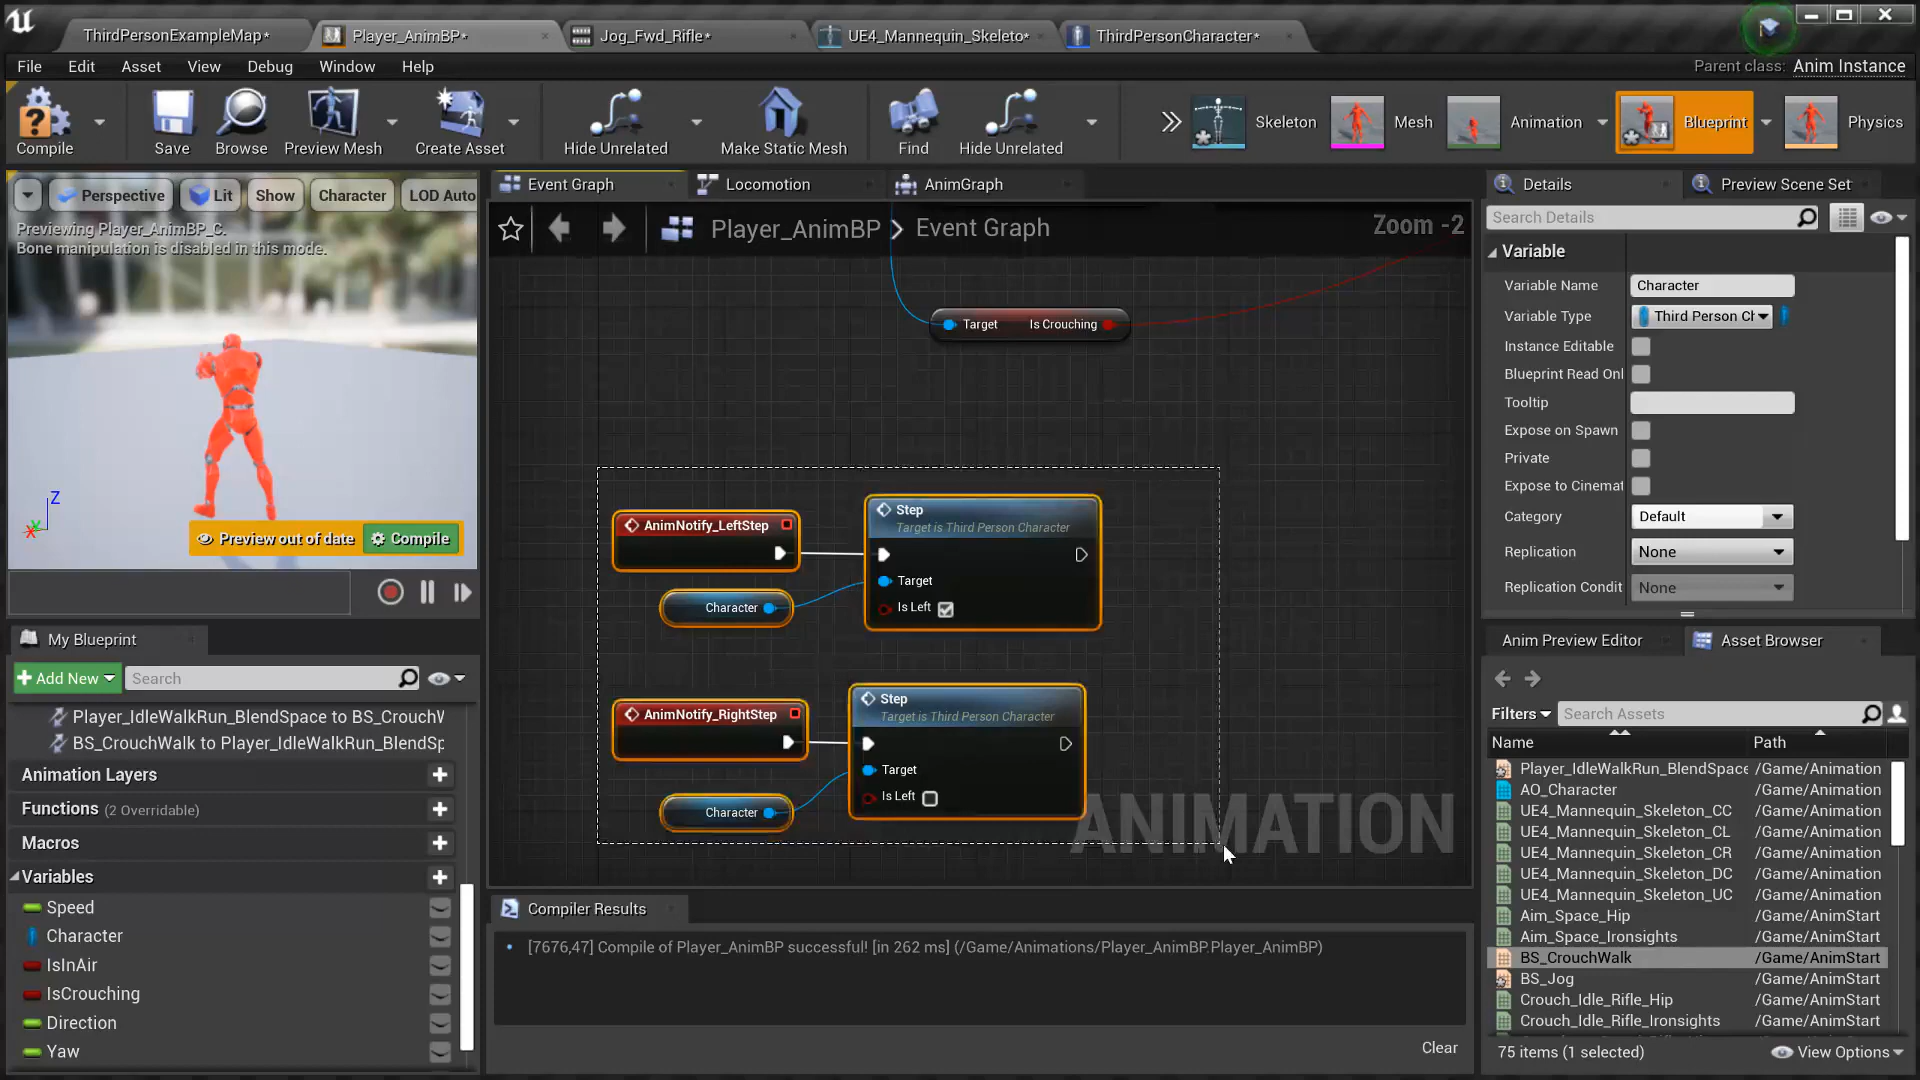 ThirdPersonExampleMap*
Player_AnimBP*
Jog_Fwd_Rifle*
UE4_Mannequin_Skeleto*
ThirdPersonCharacter*
File
Edit
Asset
View
Debug
Window
Help
Parent class: Anim Instance
Compile
Save
Browse
Preview Mesh
Create Asset
Hide Unrelated
Make Static Mesh
Find
Hide Unrelated
Skeleton
Mesh
Animation
Blueprint
Physics
Perspective
Lit
Show
Character
LOD Auto
Previewing Player_AnimBP_C.
Bone manipulation is disabled in this mode.
Z
X
Y
Preview out of date
Compile
Event Graph
Locomotion
AnimGraph
Player_AnimBP > Event Graph
Zoom -2
Target Is Crouching
AnimNotify_LeftStep
Character
Step
Target is Third Person Character
Target
Is Left
AnimNotify_RightStep
Character
Step
Target is Third Person Character
Target
Is Left
ANIMATION
My Blueprint
Add New
Search
Player_IdleWalkRun_BlendSpace to BS_CrouchW
BS_CrouchWalk to Player_IdleWalkRun_BlendSp
Animation Layers
Functions (2 Overridable)
Macros
Variables
Speed
Character
IsInAir
IsCrouching
Direction
Yaw
Compiler Results
[7676,47] Compile of Player_AnimBP successful! [in 262 ms] (/Game/Animations/Player_AnimBP.Player_AnimBP)
Clear
Details
Preview Scene Set
Search Details
Variable
Variable Name Character
Variable Type Third Person Ch
Instance Editable
Blueprint Read Onl
Tooltip
Expose on Spawn
Private
Expose to Cinemat
Category Default
Replication None
Replication Condit None
Anim Preview Editor
Asset Browser
Filters
Search Assets
Name Path
Player_IdleWalkRun_BlendSpace /Game/Animation
AO_Character /Game/Animation
UE4_Mannequin_Skeleton_CC /Game/Animation
UE4_Mannequin_Skeleton_CL /Game/Animation
UE4_Mannequin_Skeleton_CR /Game/Animation
UE4_Mannequin_Skeleton_DC /Game/Animation
UE4_Mannequin_Skeleton_UC /Game/Animation
Aim_Space_Hip /Game/AnimStart
Aim_Space_Ironsights /Game/AnimStart
BS_CrouchWalk /Game/AnimStart
BS_Jog /Game/AnimStart
Crouch_Idle_Rifle_Hip /Game/AnimStart
Crouch_Idle_Rifle_Ironsights /Game/AnimStart
75 items (1 selected)
View Options